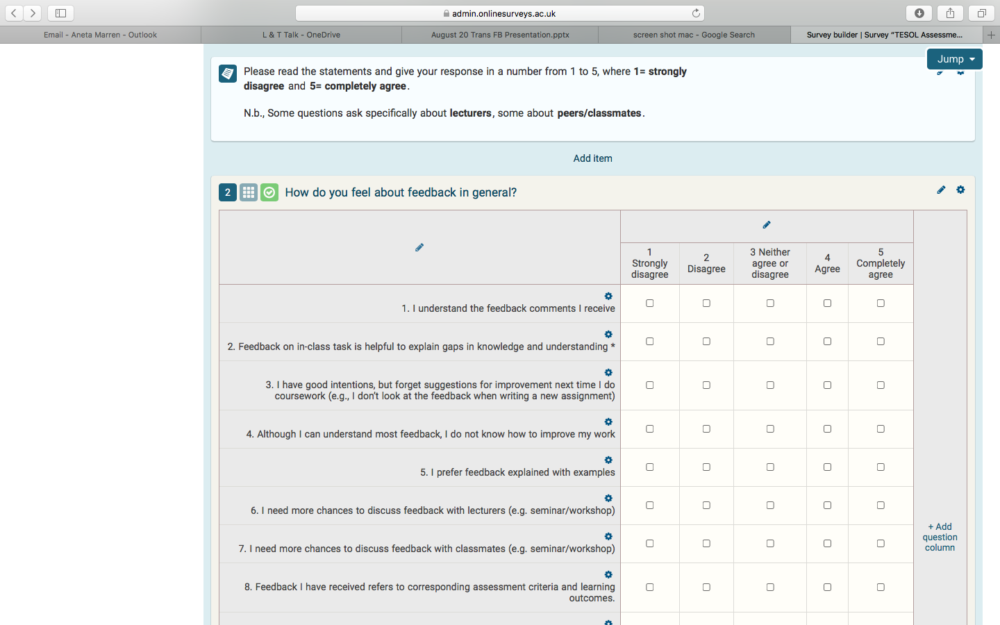 admin.onlinesurveys.ac.uk
Email - Aneta Marren - Outlook
L & T Talk - OneDrive
August 20 Trans FB Presentation.pptx
screen shot mac - Google Search
Survey builder | Survey “TESOL Assessme...
Jump
Please read the statements and give your response in a number from 1 to 5, where 1= strongly
disagree and 5= completely agree.
N.b., Some questions ask specifically about lecturers, some about peers/classmates.
Add item
2 How do you feel about feedback in general?
1
Strongly
disagree
2
Disagree
3 Neither
agree or
disagree
4
Agree
5
Completely
agree
1. I understand the feedback comments I receive
2. Feedback on in-class task is helpful to explain gaps in knowledge and understanding *
3. I have good intentions, but forget suggestions for improvement next time I do
coursework (e.g., I don’t look at the feedback when writing a new assignment)
4. Although I can understand most feedback, I do not know how to improve my work
5. I prefer feedback explained with examples
6. I need more chances to discuss feedback with lecturers (e.g. seminar/workshop)
7. I need more chances to discuss feedback with classmates (e.g. seminar/workshop)
8. Feedback I have received refers to corresponding assessment criteria and learning
outcomes.
+ Add
question
column